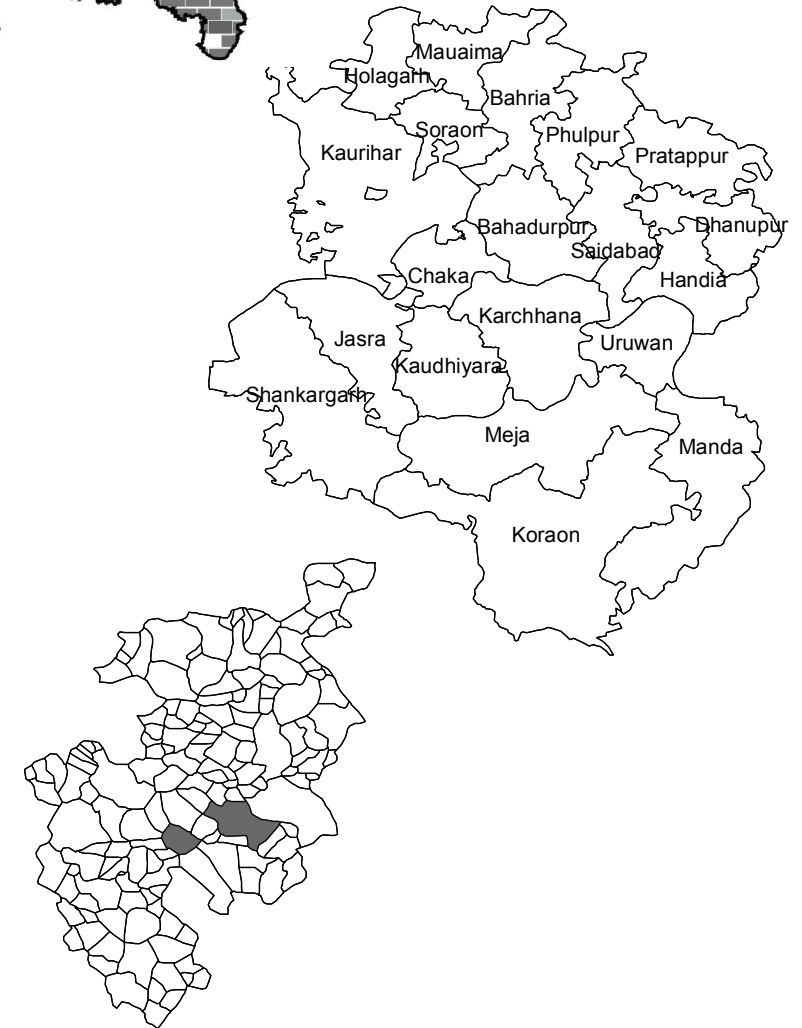 Mauaima
Holagarh
Bahria
Soraon
Phulpur
Kaurihar
Pratappur
Bahadurpur
Dhanupur
Saidabad
Chaka
Handia
Karchhana
Jasra
Uruwan
Kaudhiyara
Shankargarh
Meja
Manda
Koraon